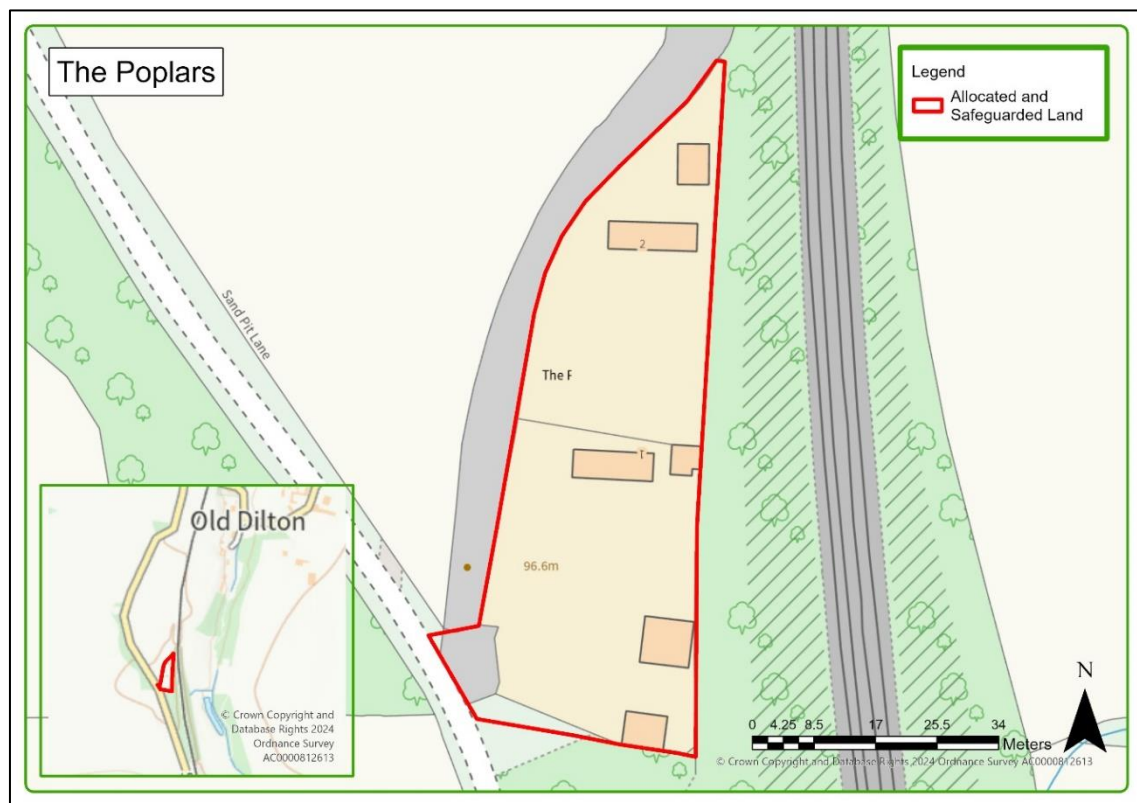 The Poplars
Legend
Allocated and
Safeguarded Land
2
Sand Pit Lane
The P
1
96.6m
Old Dilton
© Crown Copyright and
Database Rights 2024
Ordnance Survey
AC0000812613
N
0 4.25 8.5 17 25.5 34
Meters
© Crown Copyright and Database Rights 2024 Ordnance Survey AC0000812613